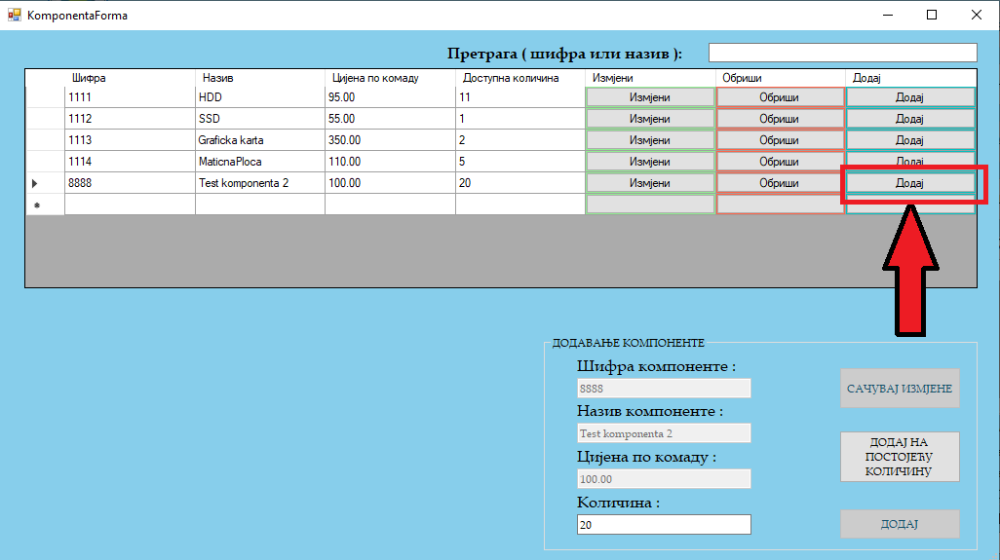 KomponentaForma
Претрага ( шифра или назив ):
Шифра Назив Цијена по комаду Доступна количина Измјени Обриши Додај
1111 HDD 95.00 11 Измјени Обриши Додај
1112 SSD 55.00 1 Измјени Обриши Додај
1113 Graficka karta 350.00 2 Измјени Обриши Додај
1114 MaticnaPloca 110.00 5 Измјени Обриши Додај
8888 Test komponenta 2 100.00 20 Измјени Обриши Додај
ДОДАВАЊЕ КОМПОНЕНТЕ
Шифра компоненте :
8888
Назив компоненте :
Test komponenta 2
Цијена по комаду :
100.00
Количина :
20
САЧУВАЈ ИЗМЈЕНЕ
ДОДАЈ НА
ПОСТОЈЕЋУ
КОЛИЧИНУ
ДОДАЈ